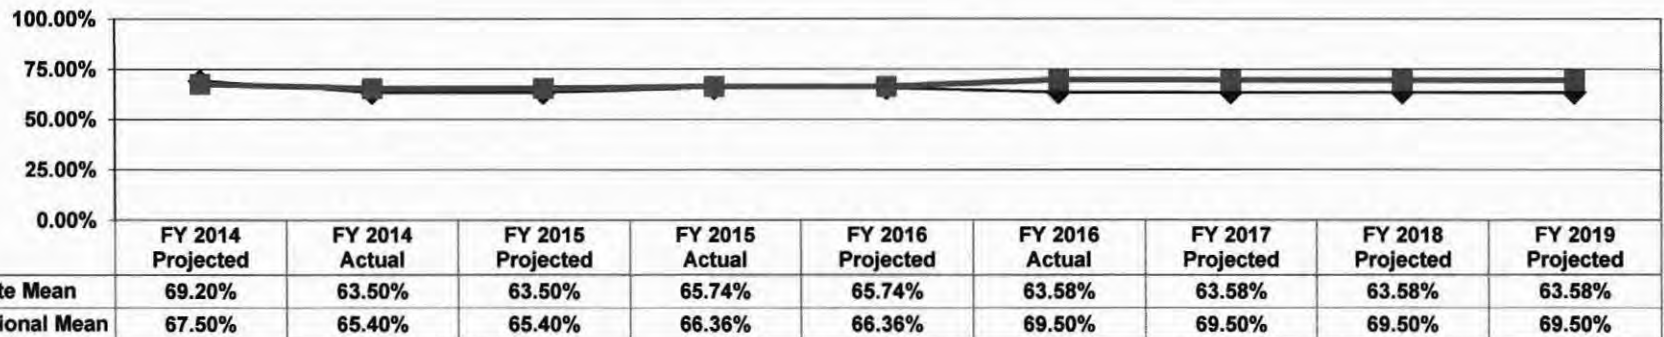 100.00%
75.00%
50.00%
25.00%
0.00%
FY 2014 FY 2014 FY 2015 FY 2015 FY 2016 FY 2016 FY 2017 FY 2018 FY 2019
Projected Actual Projected Actual Projected Actual Projected Projected Projected
te Mean 69.20% 63.50% 63.50% 65.74% 65.74% 63.58% 63.58% 63.58% 63.58%
ional Mean 67.50% 65.40% 65.40% 66.36% 66.36% 69.50% 69.50% 69.50% 69.50%